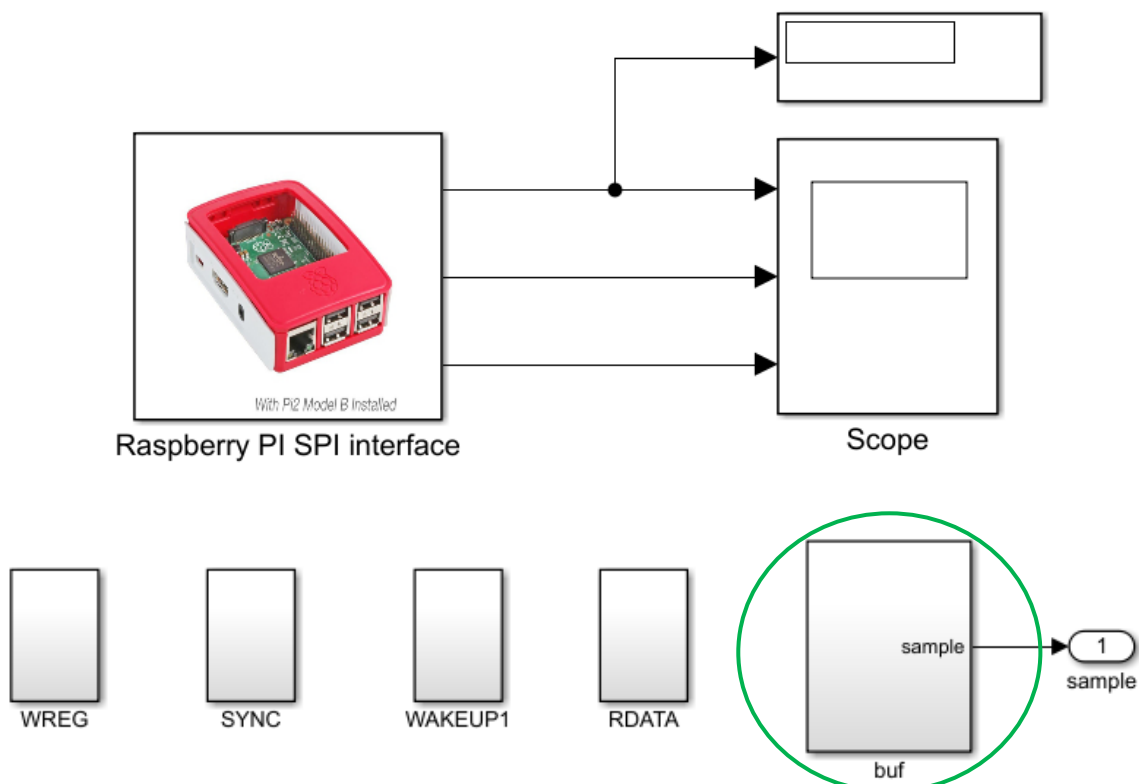 With Pi2 Model B Installed
Raspberry PI SPI interface
Scope
WREG
SYNC
WAKEUP1
RDATA
sample
buf
1
sample